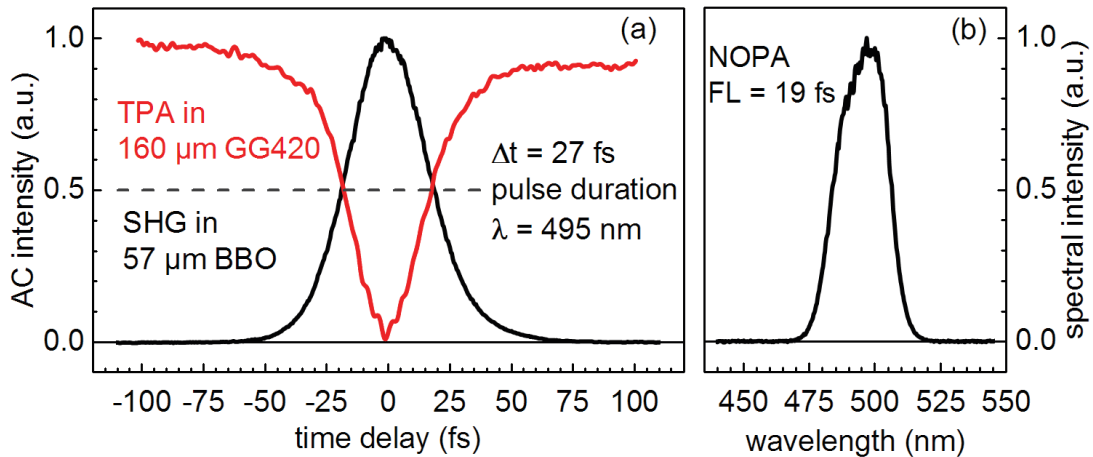 (a)
AC intensity (a.u.)
1.0
0.5
0.0
TPA in
160 μm GG420
SHG in
57 μm BBO
Δt = 27 fs
pulse duration
λ = 495 nm
-100 -75 -50 -25 0 25 50 75 100
time delay (fs)
(b)
NOPA
FL = 19 fs
1.0
0.5
0.0
spectral intensity (a.u.)
450 475 500 525 550
wavelength (nm)